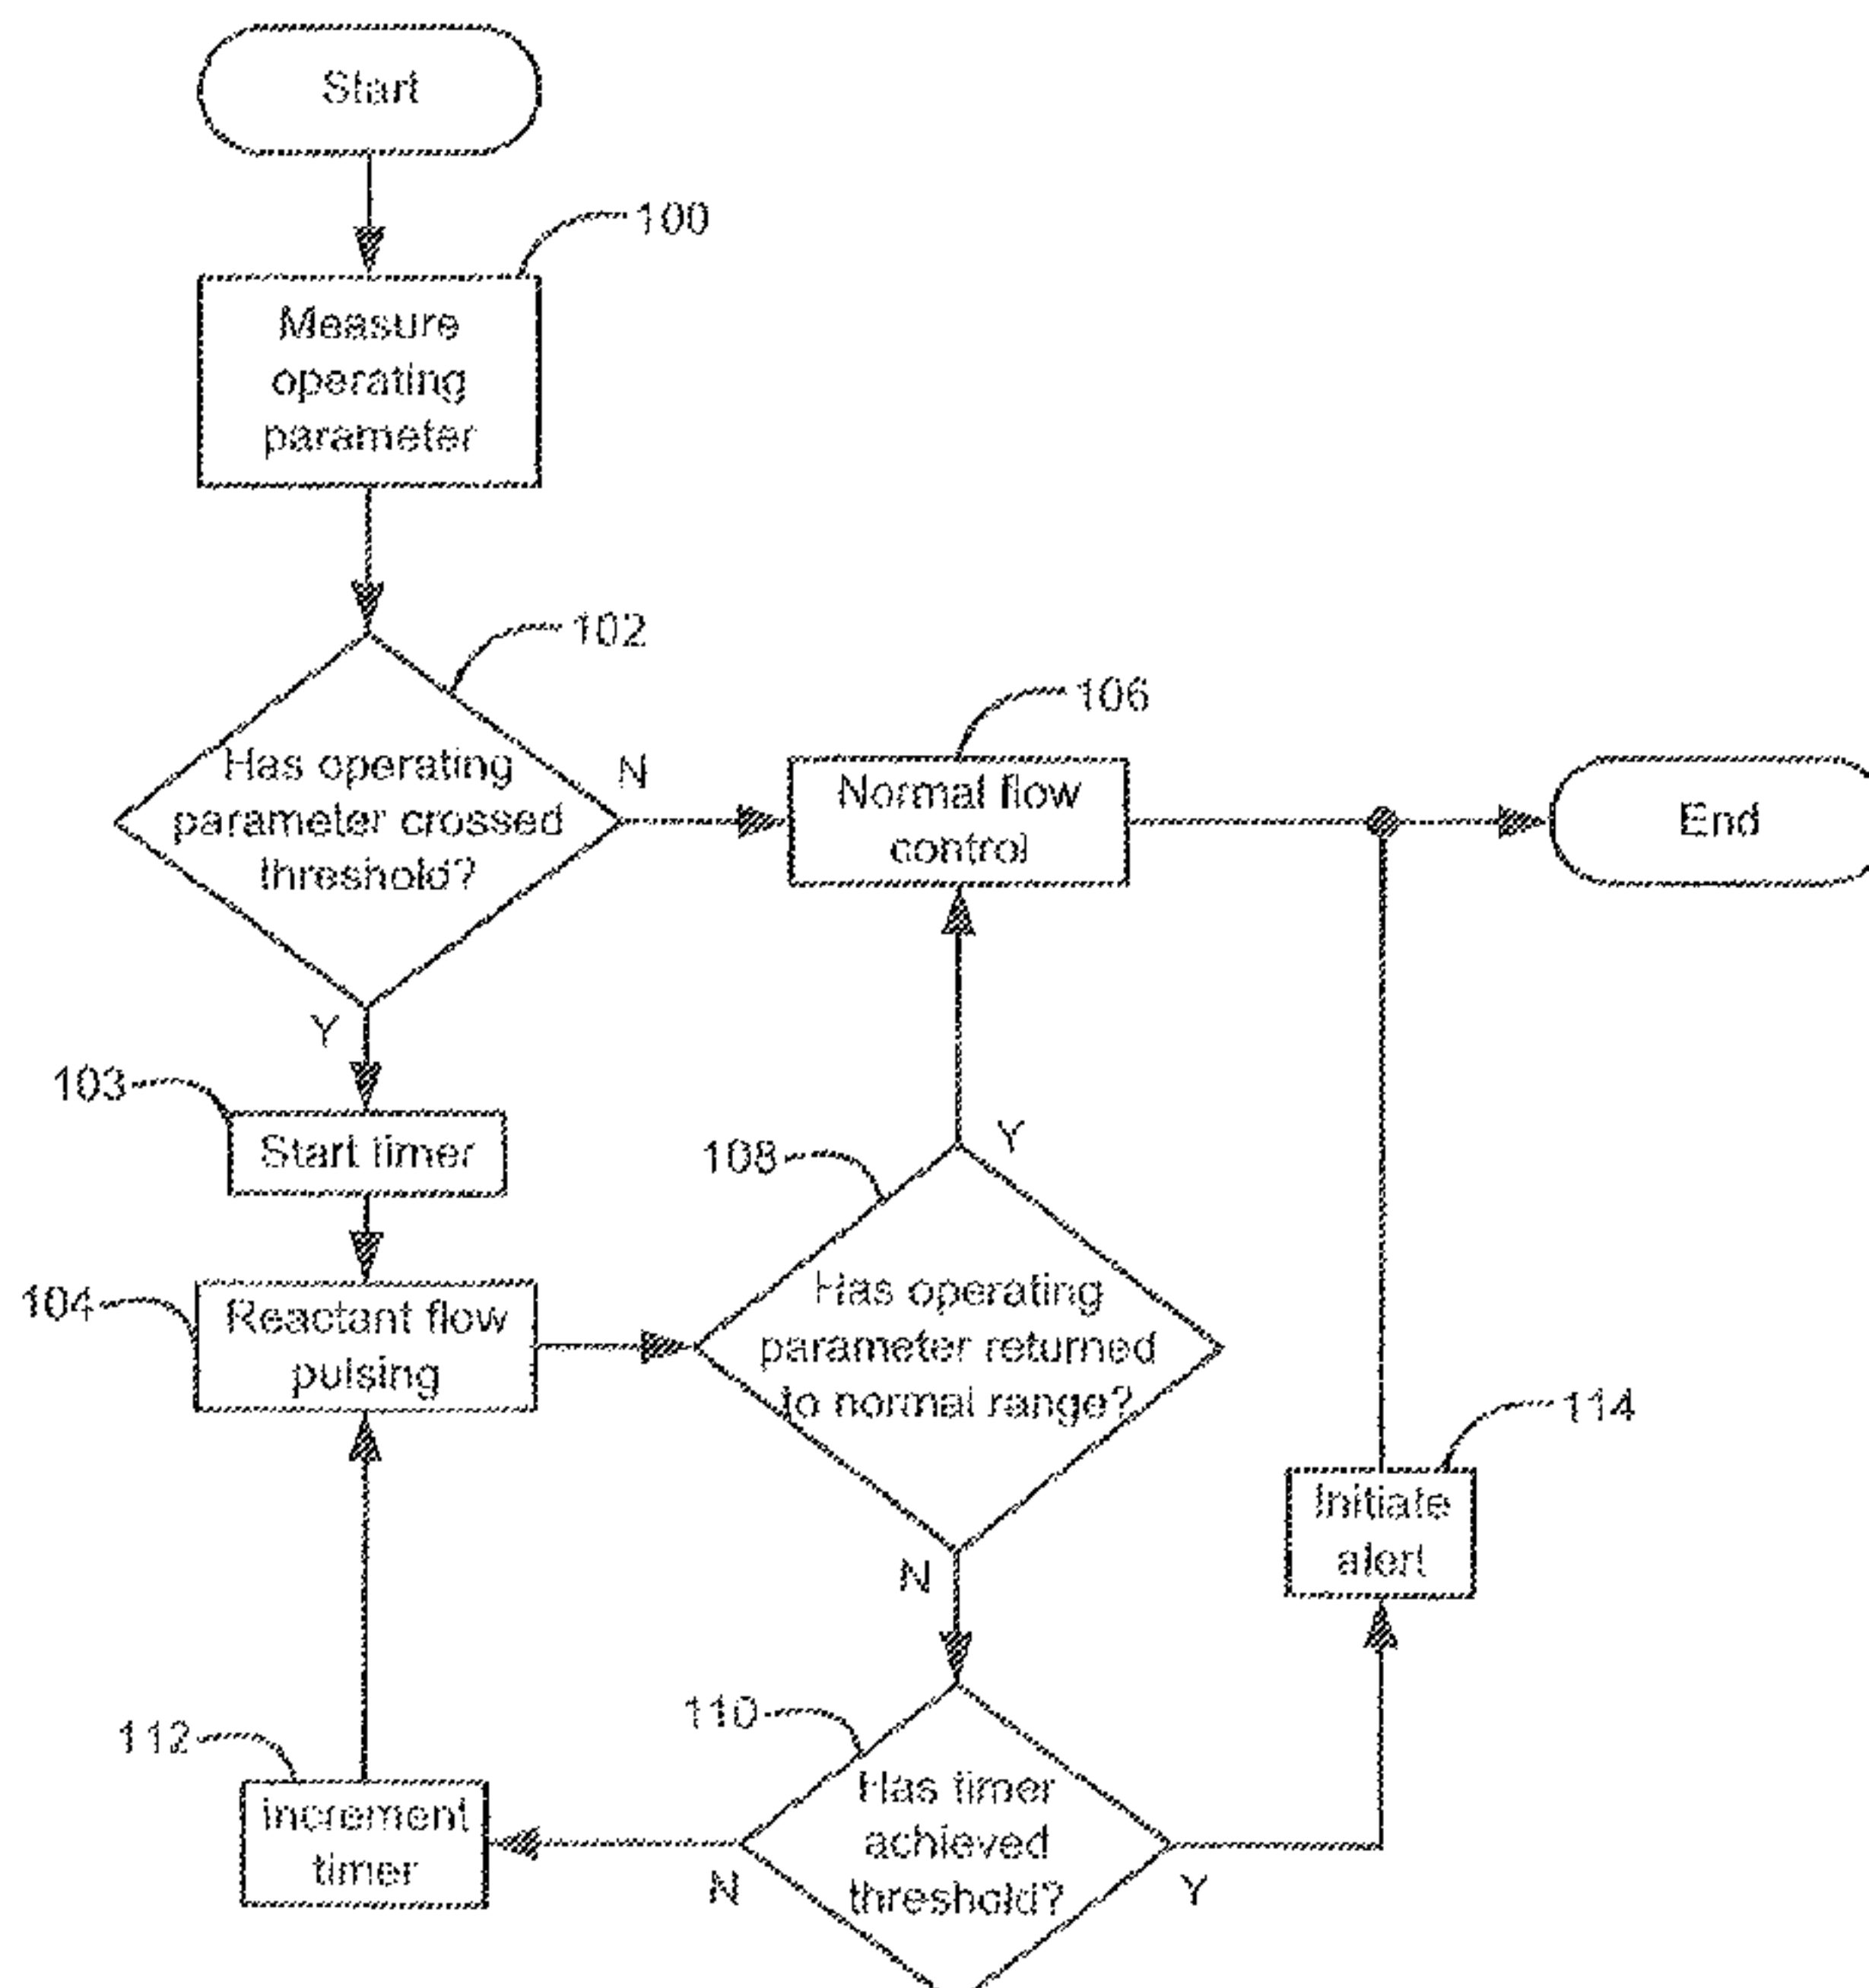 Start
100
Measure
operating
parameter
102
Has operating
parameter crossed
threshold?
N
106
Normal flow
control
End
Y
103
Start timer
104
Reactant flow
pulsing
108
Y
Has operating
parameter returned
to normal range?
N
114
Initiate
alert
110
Has timer
achieved
threshold?
N
Y
112
increment
timer